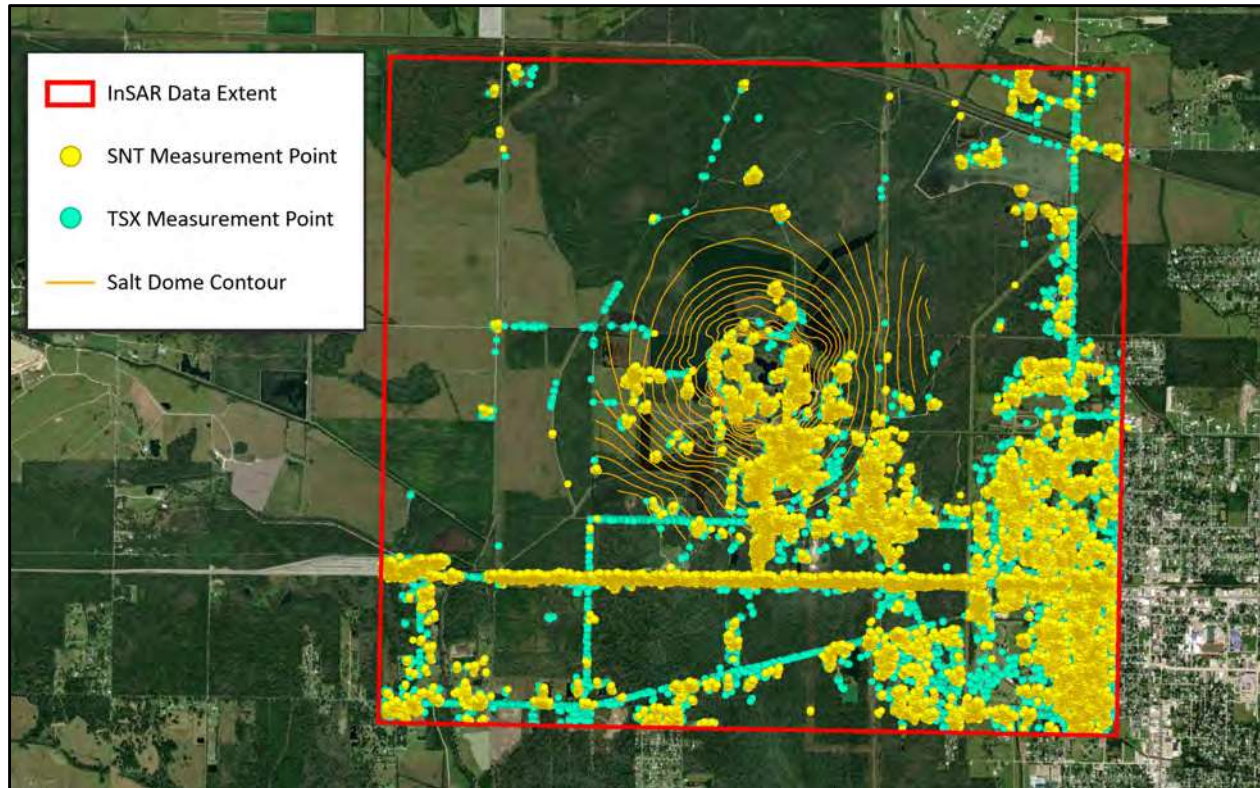 InSAR Data Extent
SNT Measurement Point
TSX Measurement Point
Salt Dome Contour